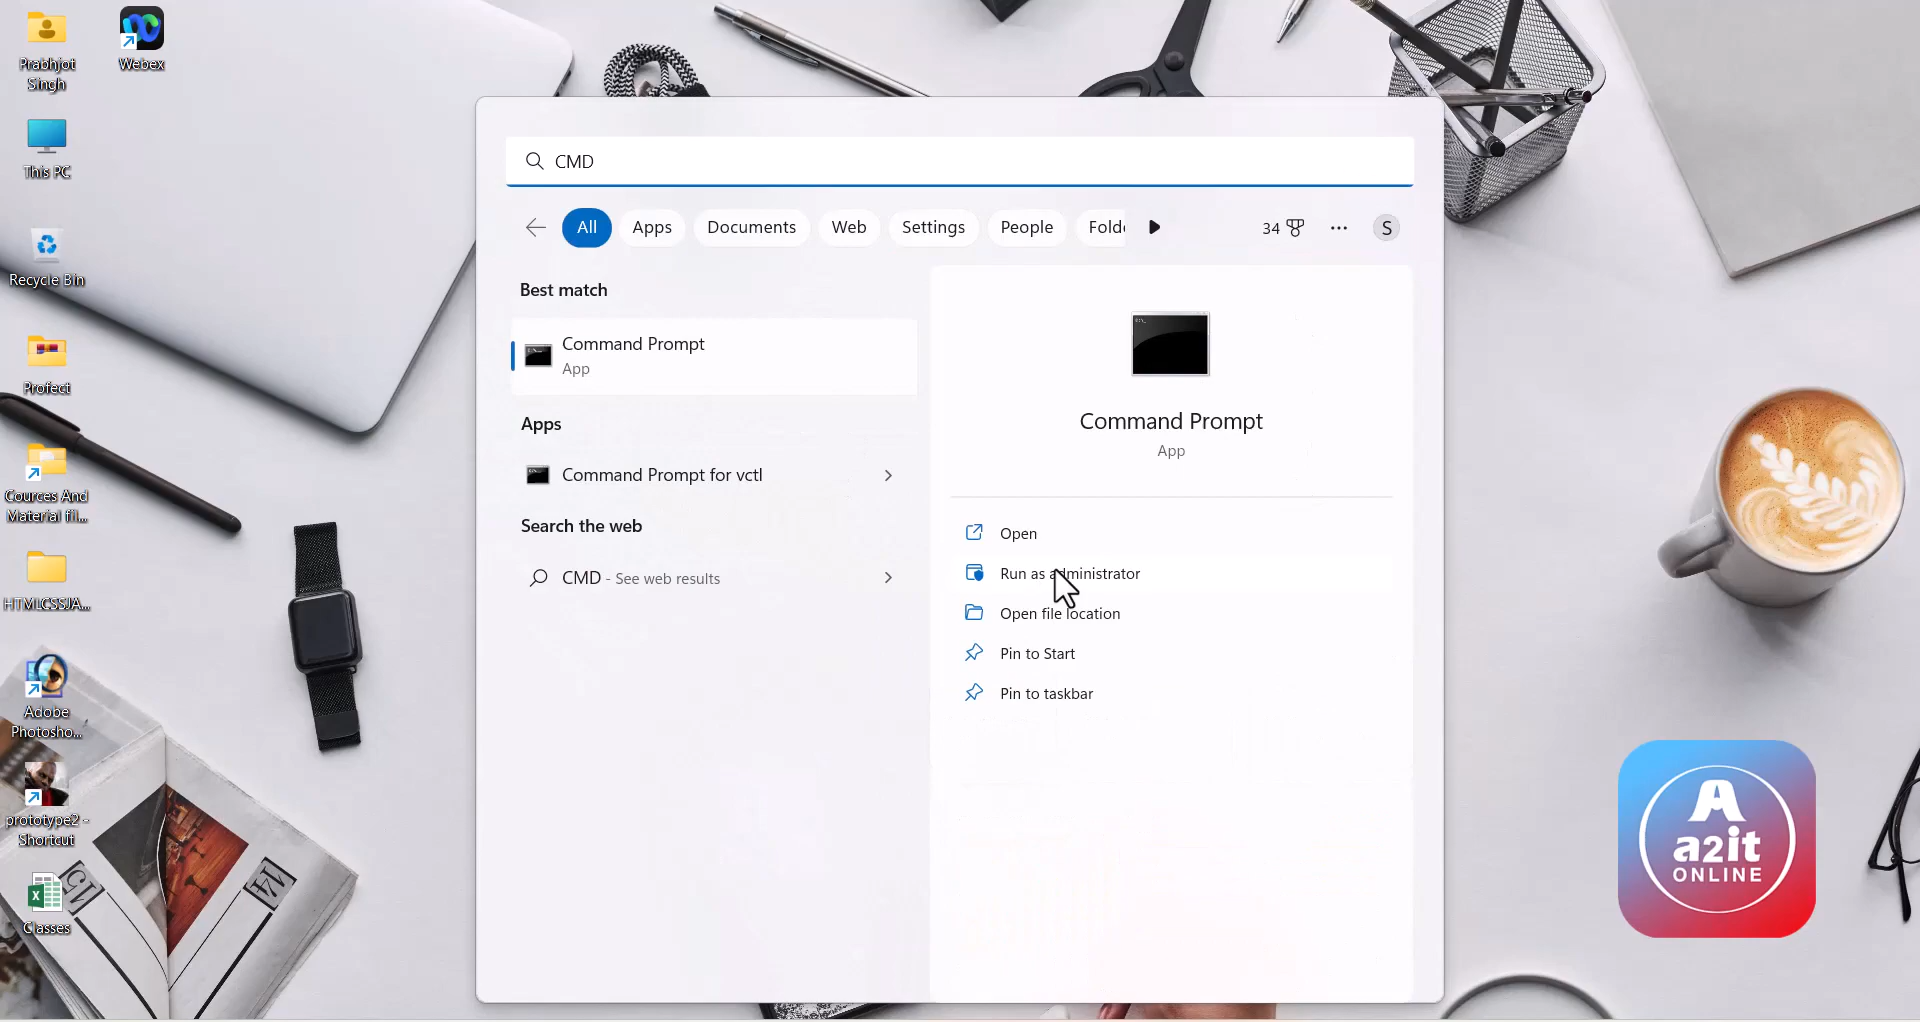 Prabhjot
Singh
Webex
This PC
Recycle Bin
Profect
Cources And
Material fil...
HTMLCSSJA...
Adobe
Photosho...
prototype2 -
Shortcut
Classes
15
14
CMD
All
Apps
Documents
Web
Settings
People
Folde
34
S
Best match
Command Prompt
App
Apps
Command Prompt for vctl
Search the web
CMD - See web results
Command Prompt
App
Open
Run as administrator
Open file location
Pin to Start
Pin to taskbar
A
a2it
ONLINE